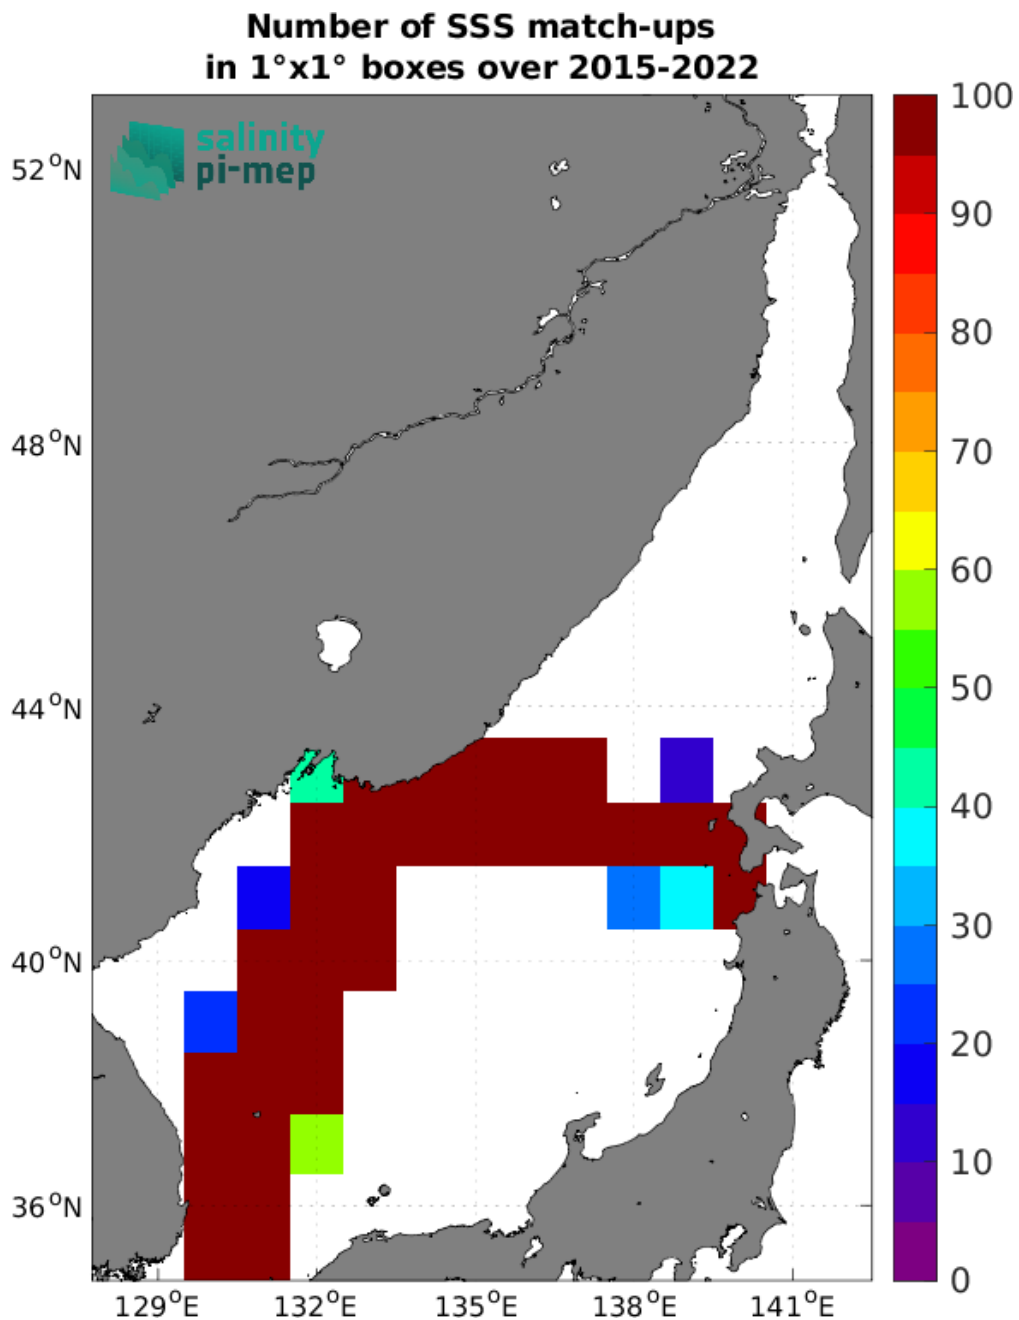 Number of SSS match-ups
in 1°x1° boxes over 2015-2022
salinity
pi-mep
52°N
48°N
44°N
40°N
36°N
129°E 132°E 135°E 138°E 141°E
100
90
80
70
60
50
40
30
20
10
0